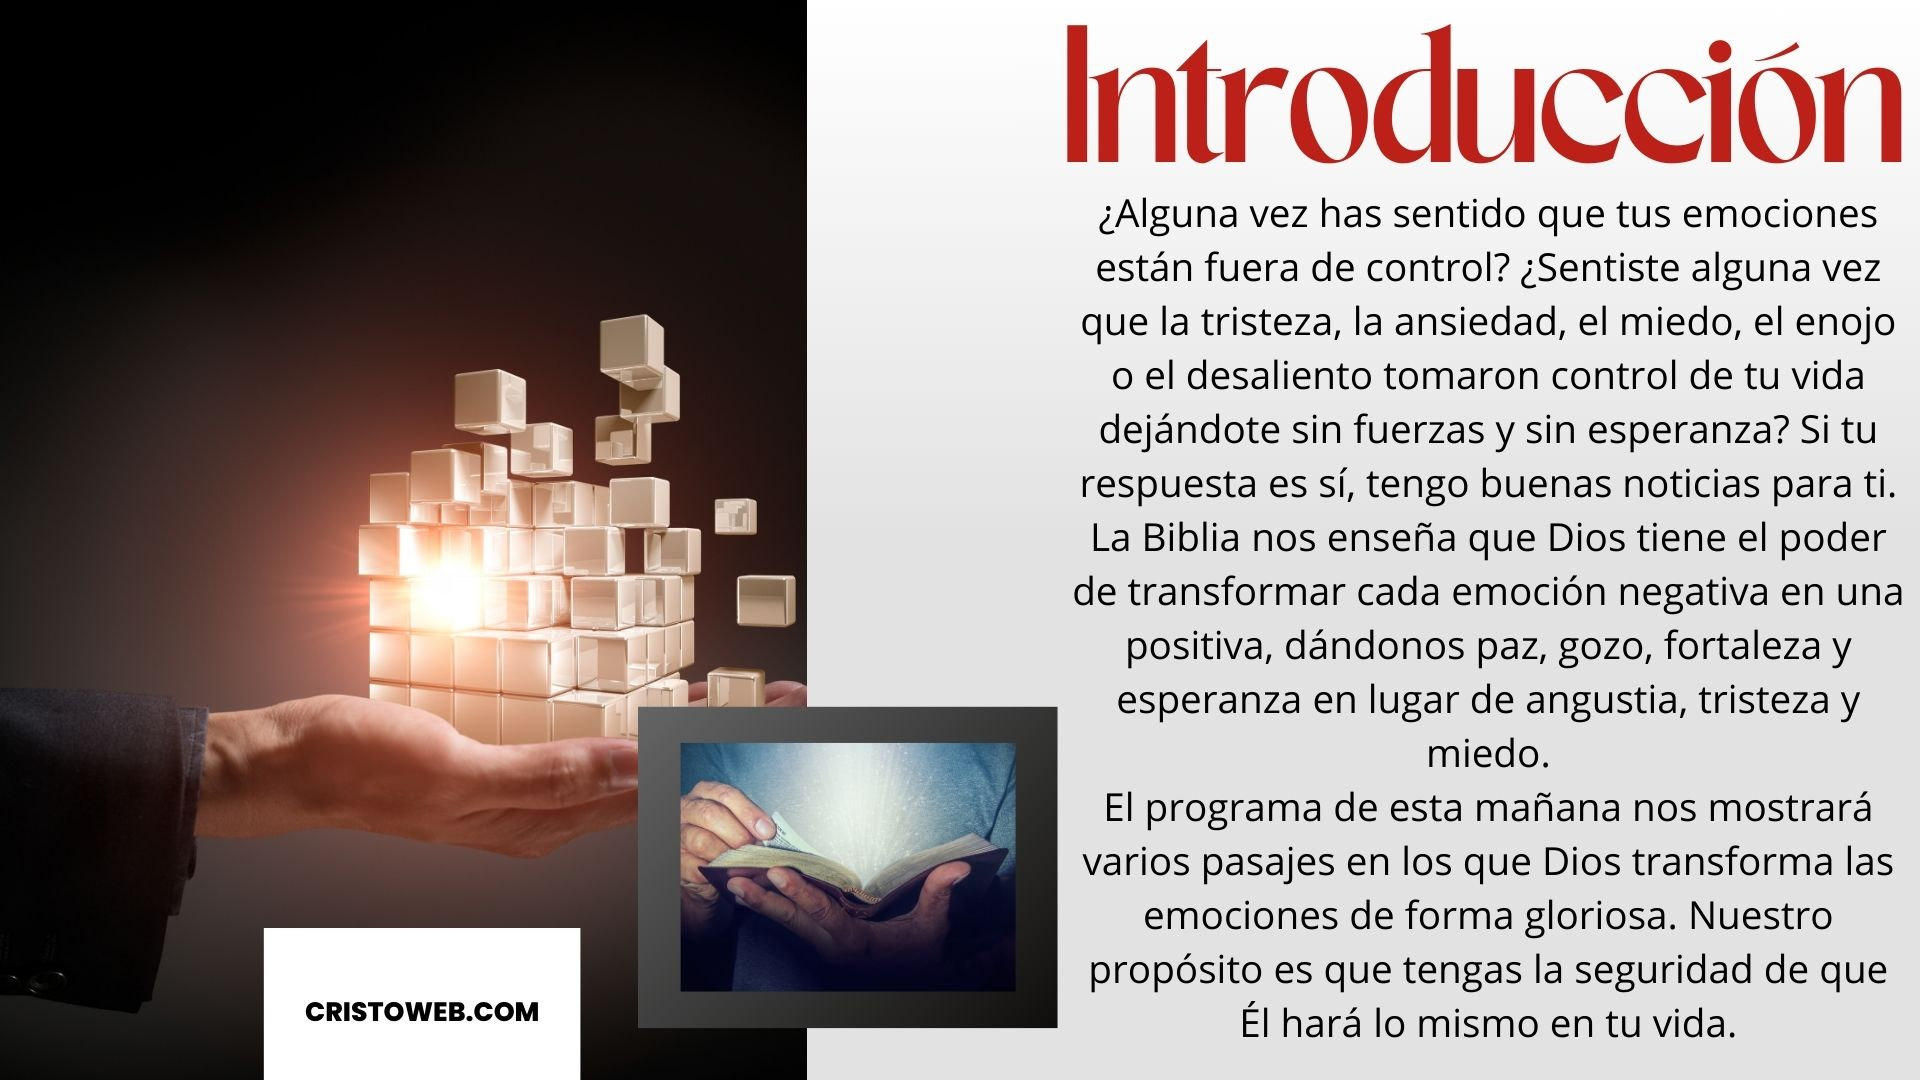 Introducción
¿Alguna vez has sentido que tus emociones
están fuera de control? ¿Sentiste alguna vez
que la tristeza, la ansiedad, el miedo, el enojo
o el desaliento tomaron control de tu vida
dejándote sin fuerzas y sin esperanza? Si tu
respuesta es sí, tengo buenas noticias para ti.
La Biblia nos enseña que Dios tiene el poder
de transformar cada emoción negativa en una
positiva, dándonos paz, gozo, fortaleza y
esperanza en lugar de angustia, tristeza y
miedo.
El programa de esta mañana nos mostrará
varios pasajes en los que Dios transforma las
emociones de forma gloriosa. Nuestro
propósito es que tengas la seguridad de que
Él hará lo mismo en tu vida.
CRISTOWEB.COM